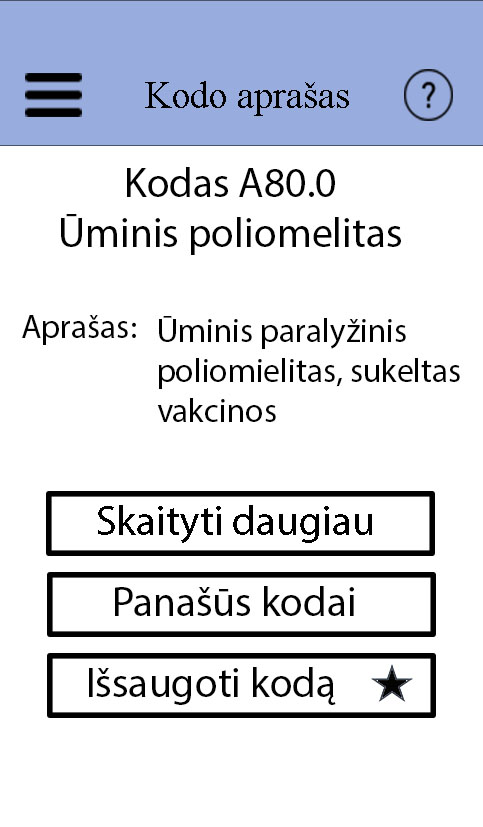 Kodo aprašas
?
Kodas A80.0
Ūminis poliomelitas
Aprašas:
Ūminis paralyžinis
poliomielitas, sukeltas
vakcinos
Skaityti daugiau
Panašūs kodai
Išsaugoti kodą